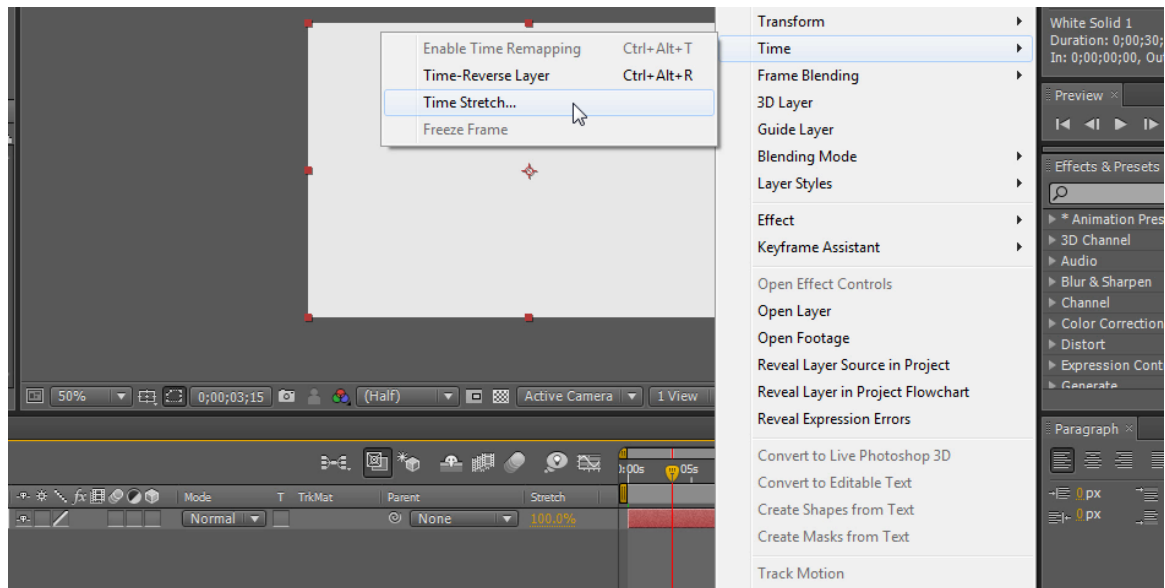 Enable Time Remapping Ctrl+Alt+T
Time-Reverse Layer Ctrl+Alt+R
Time Stretch...
Freeze Frame
Transform
Time
Frame Blending
3D Layer
Guide Layer
Blending Mode
Layer Styles
Effect
Keyframe Assistant
Open Effect Controls
Open Layer
Open Footage
Reveal Layer Source in Project
Reveal Layer in Project Flowchart
Reveal Expression Errors
Convert to Live Photoshop 3D
Convert to Editable Text
Create Shapes from Text
Create Masks from Text
Track Motion
White Solid 1
Duration: 0;00;30;
In: 0;00;00;00, Ou
Preview
Effects & Presets
* Animation Pres
3D Channel
Audio
Blur & Sharpen
Channel
Color Correction
Distort
Expression Cont
Generate
Paragraph
0 px
0 px
50% 0;00;03;15 (Half) Active Camera 1 View
):00s 05s
fx Mode T TrkMat Parent Stretch
Normal None 100.0%